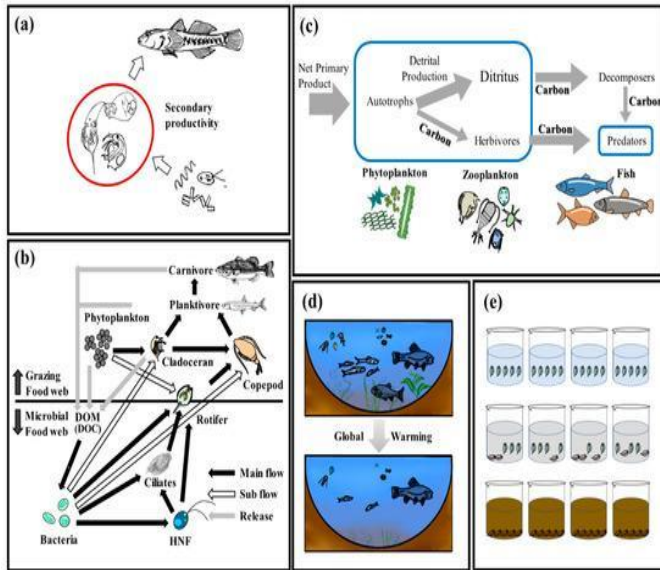 (a)
Secondary
productivity
(b)
Carnivore
Planktivore
Phytoplankton
Cladoceran
Copepod
Grazing
Food web
Microbial
Food web
DOM
(DOC)
Rotifer
Ciliates
Main flow
Sub flow
Release
Bacteria
HNF
(c)
Net Primary
Product
Detrital
Production
Ditritus
Carbon
Decomposers
Carbon
Autotrophs
Carbon
Herbivores
Carbon
Predators
Phytoplankton
Zooplankton
Fish
(d)
Global Warming
(e)